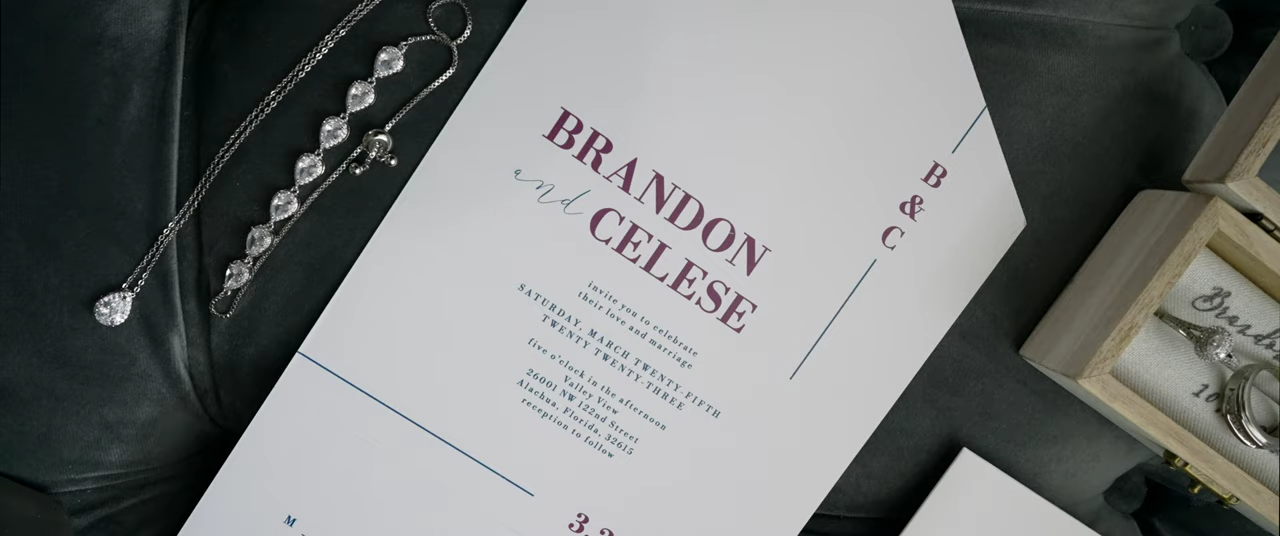 BRANDON
and
CELESE
invite you to celebrate
their love and marriage
SATURDAY, MARCH TWENTY-FIFTH
TWENTY TWENTY-THREE
five o'clock in the afternoon
Valley View
26001 NW 122nd Street
Alachua, Florida, 32615
reception to follow
B
&
C
M